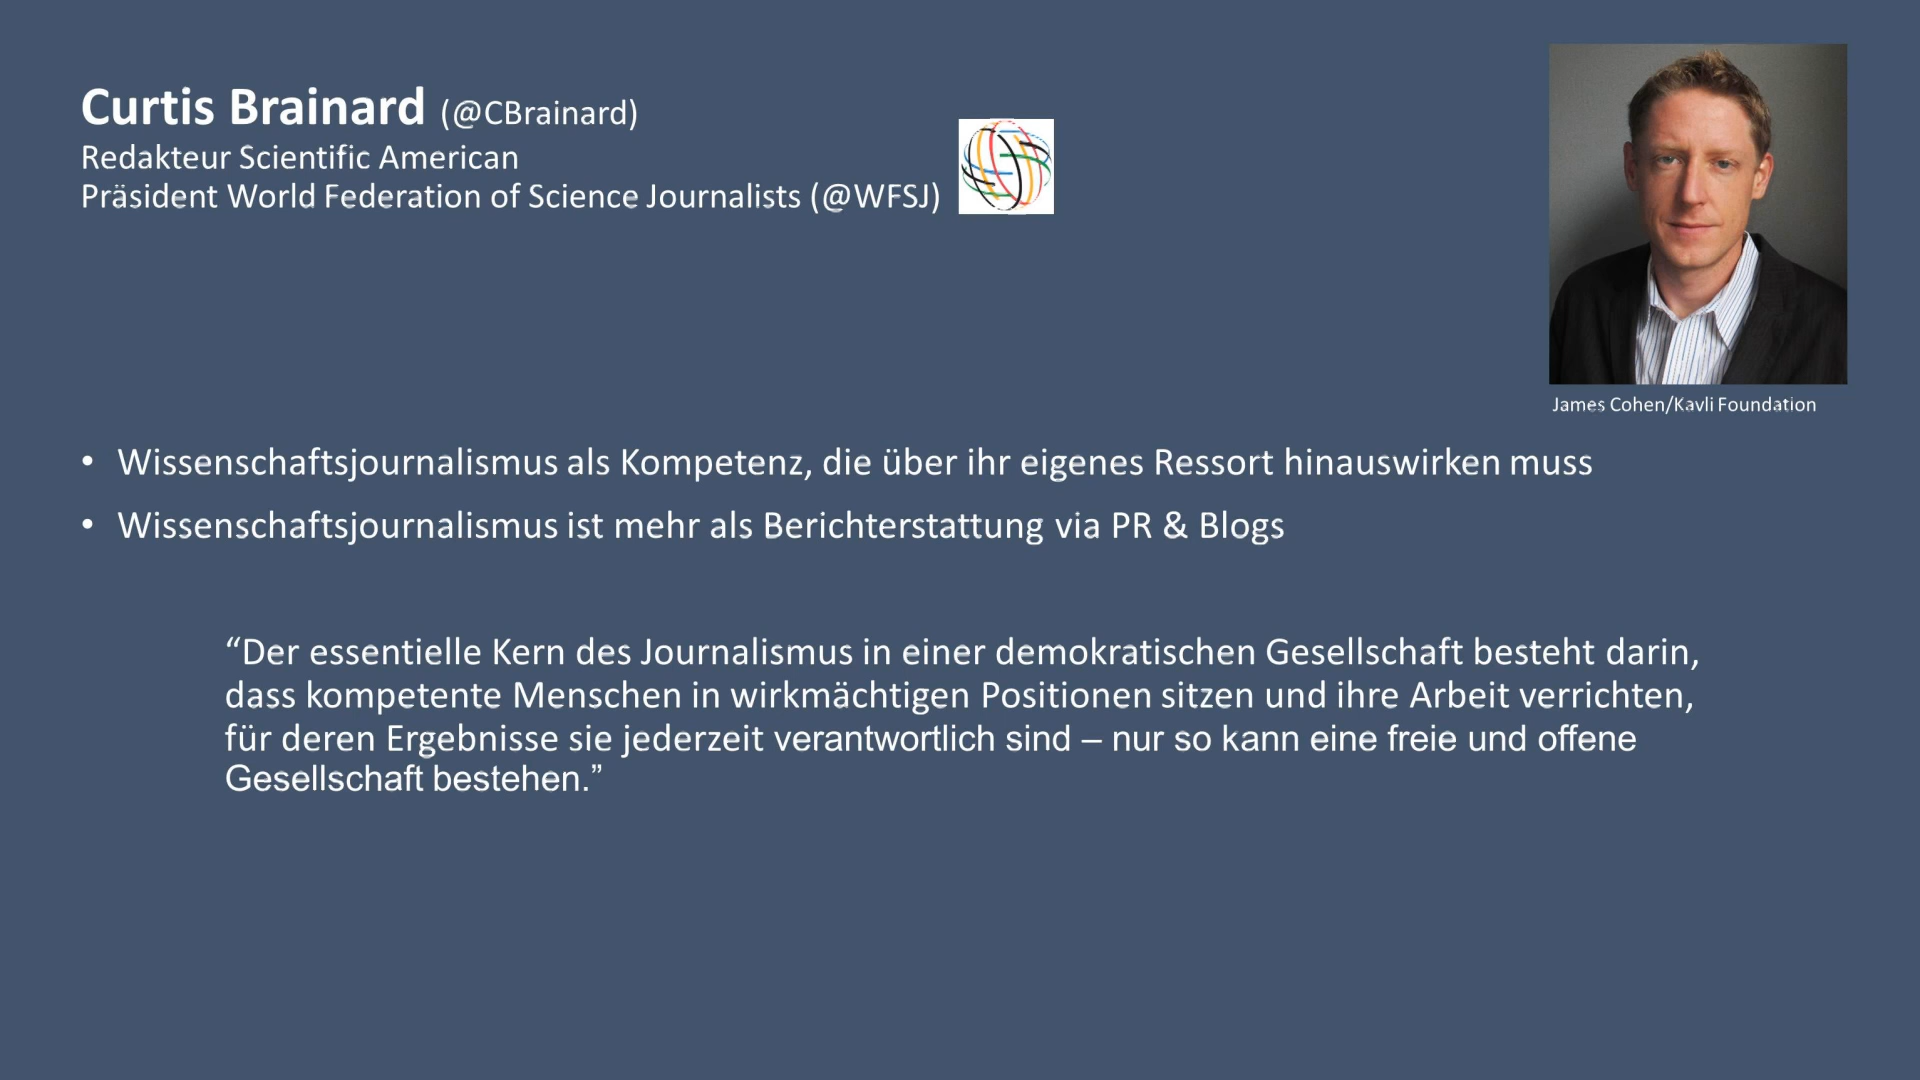 Curtis Brainard (@CBrainard)
Redakteur Scientific American
Präsident World Federation of Science Journalists (@WFSJ)
James Cohen/Kavli Foundation
• Wissenschaftsjournalismus als Kompetenz, die über ihr eigenes Ressort hinauswirken muss
• Wissenschaftsjournalismus ist mehr als Berichterstattung via PR & Blogs
“Der essentielle Kern des Journalismus in einer demokratischen Gesellschaft besteht darin,
dass kompetente Menschen in wirkmächtigen Positionen sitzen und ihre Arbeit verrichten,
für deren Ergebnisse sie jederzeit verantwortlich sind – nur so kann eine freie und offene
Gesellschaft bestehen.”